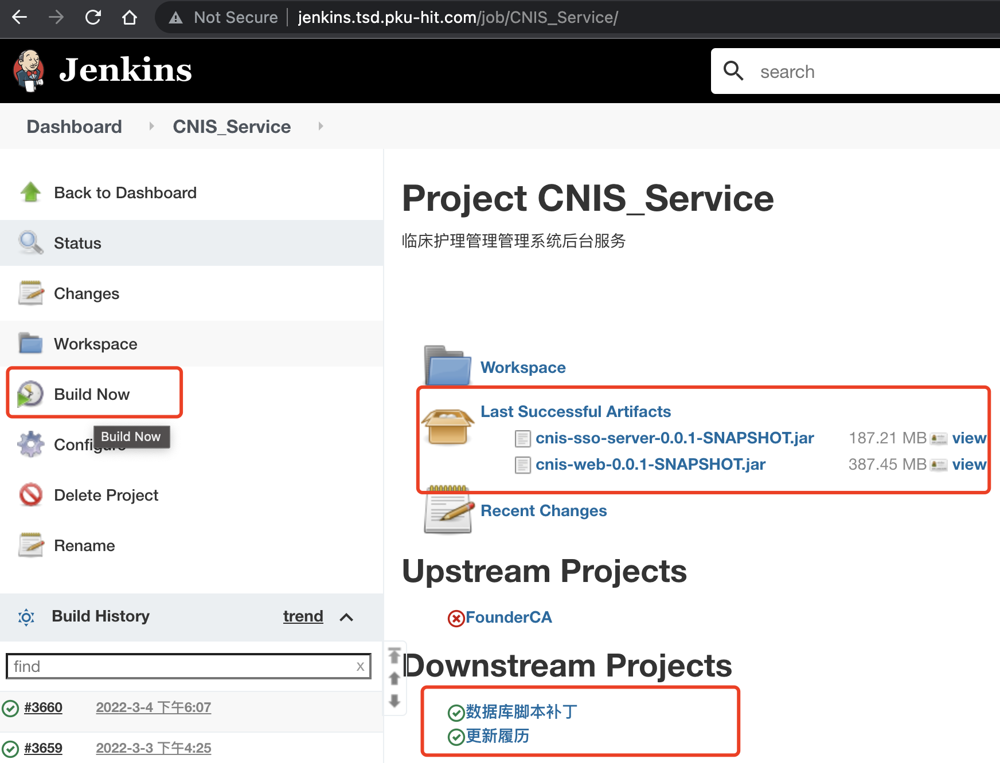 Not Secure jenkins.tsd.pku-hit.com/job/CNIS_Service/
Jenkins
search
Dashboard CNIS_Service
Back to Dashboard
Status
Changes
Workspace
Build Now
Build Now
Configure
Delete Project
Rename
Build History trend
find x
#3660 2022-3-4 下午6:07
#3659 2022-3-3 下午4:25
Project CNIS_Service
临床护理管理管理系统后台服务
Workspace
Last Successful Artifacts
cnis-sso-server-0.0.1-SNAPSHOT.jar 187.21 MB view
cnis-web-0.0.1-SNAPSHOT.jar 387.45 MB view
Recent Changes
Upstream Projects
FounderCA
Downstream Projects
数据库脚本补丁
更新履历